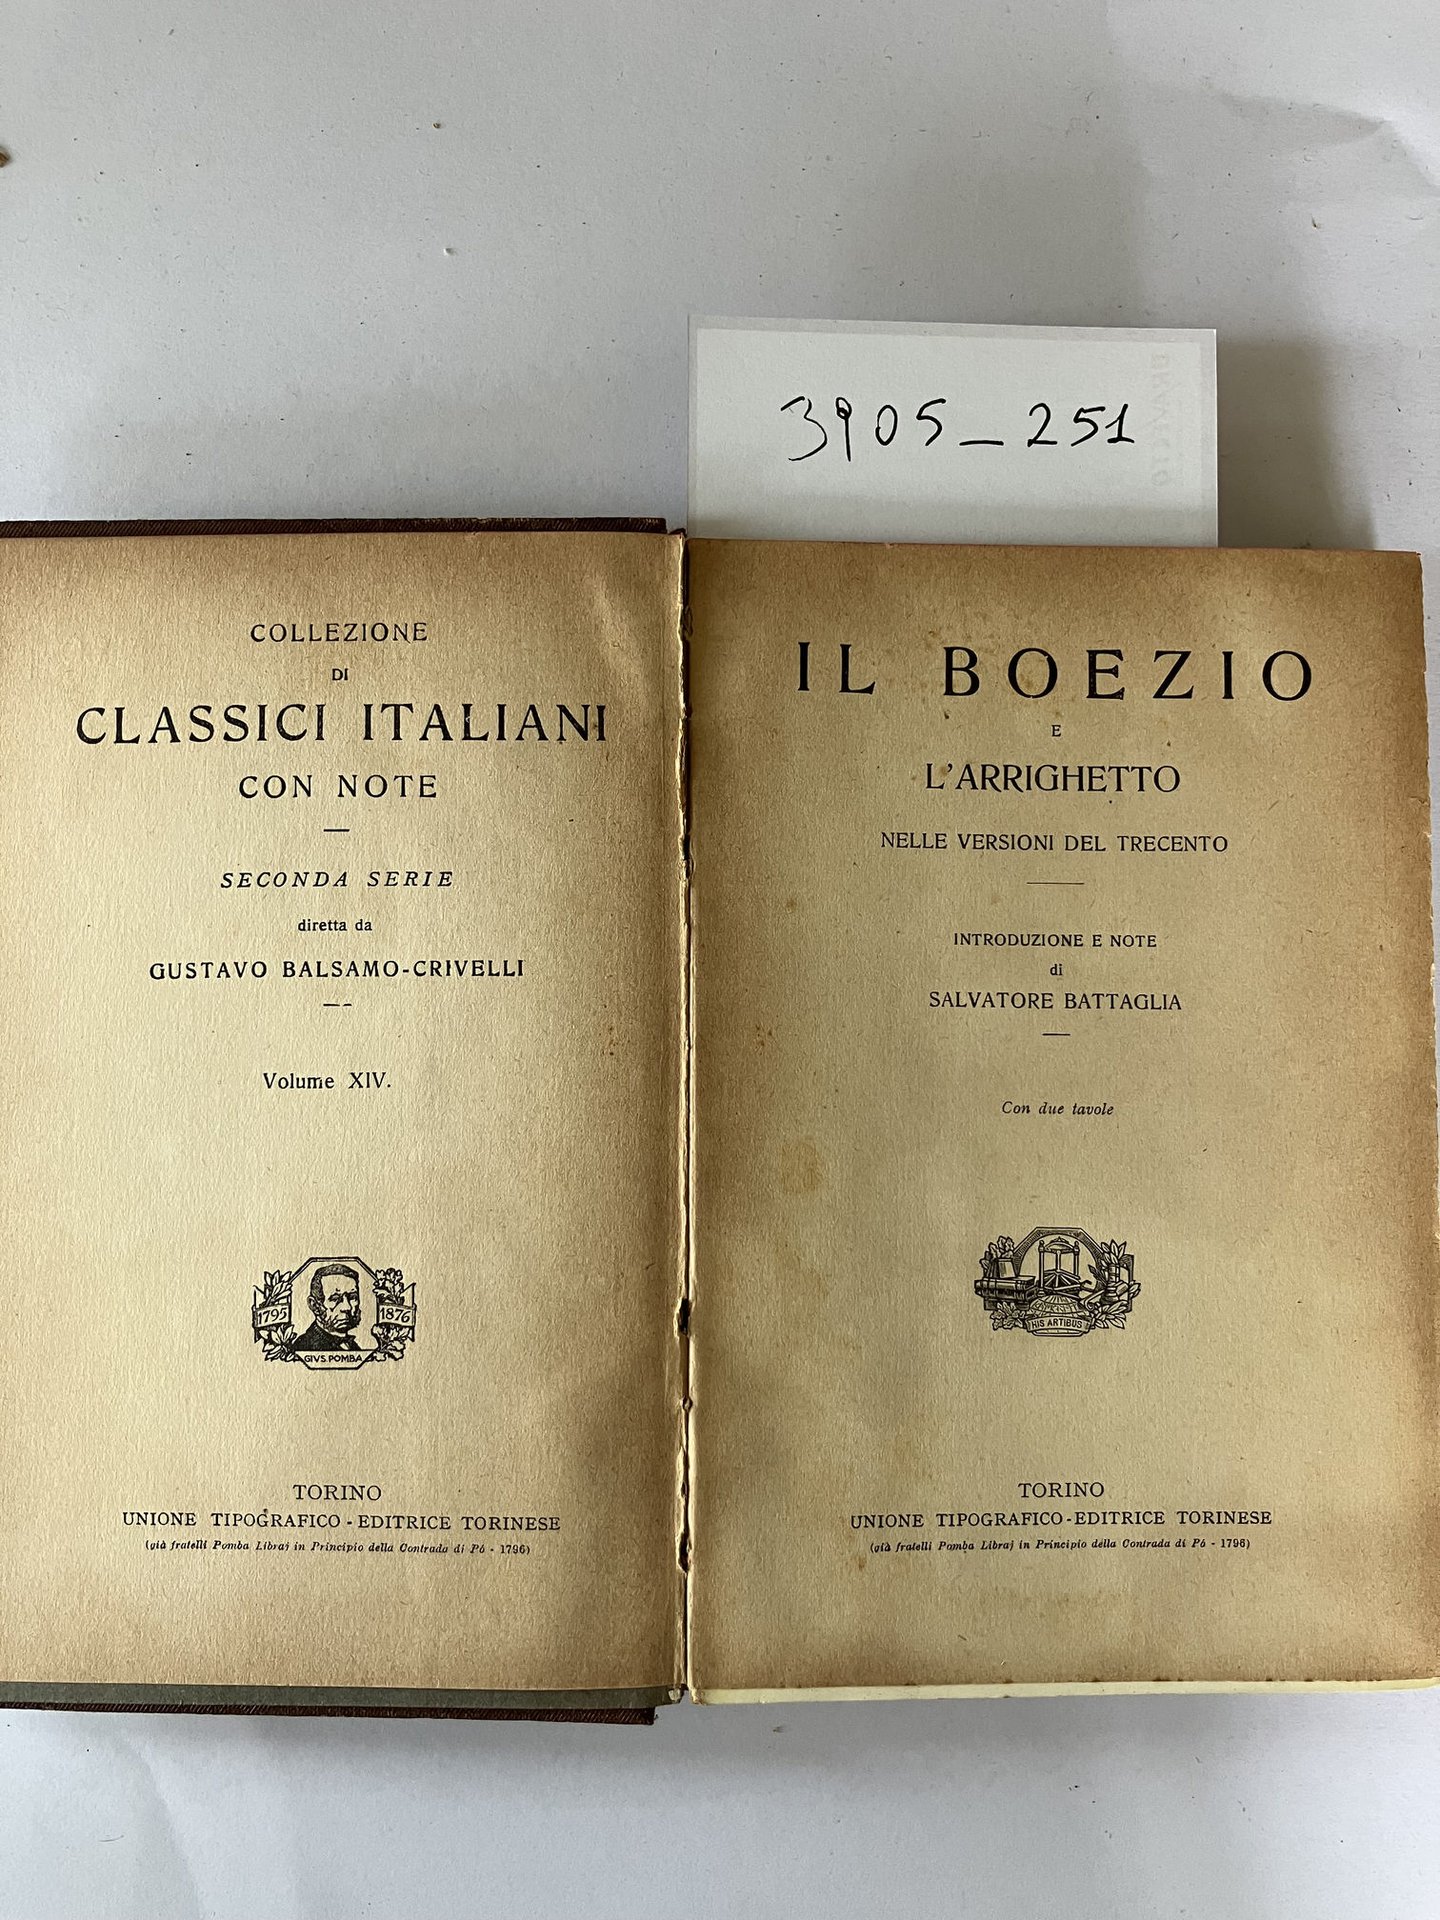 3905_251
COLLEZIONE
DI
CLASSICI ITALIANI
CON NOTE
SECONDA SERIE
diretta da
GUSTAVO BALSAMO-CRIVELLI
Volume XIV.
1795
1876
GIVS. POMBA
TORINO
UNIONE TIPOGRAFICO-EDITRICE TORINESE
(già fratelli Pomba Libraj in Principio della Contrada di Pó - 1796)
IL BOEZIO
E
L'ARRIGHETTO
NELLE VERSIONI DEL TRECENTO
INTRODUZIONE E NOTE
di
SALVATORE BATTAGLIA
Con due tavole
HIS ARTIBUS
TORINO
UNIONE TIPOGRAFICO-EDITRICE TORINESE
(già fratelli Pomba Libraj in Principio della Contrada di Pó - 1796)